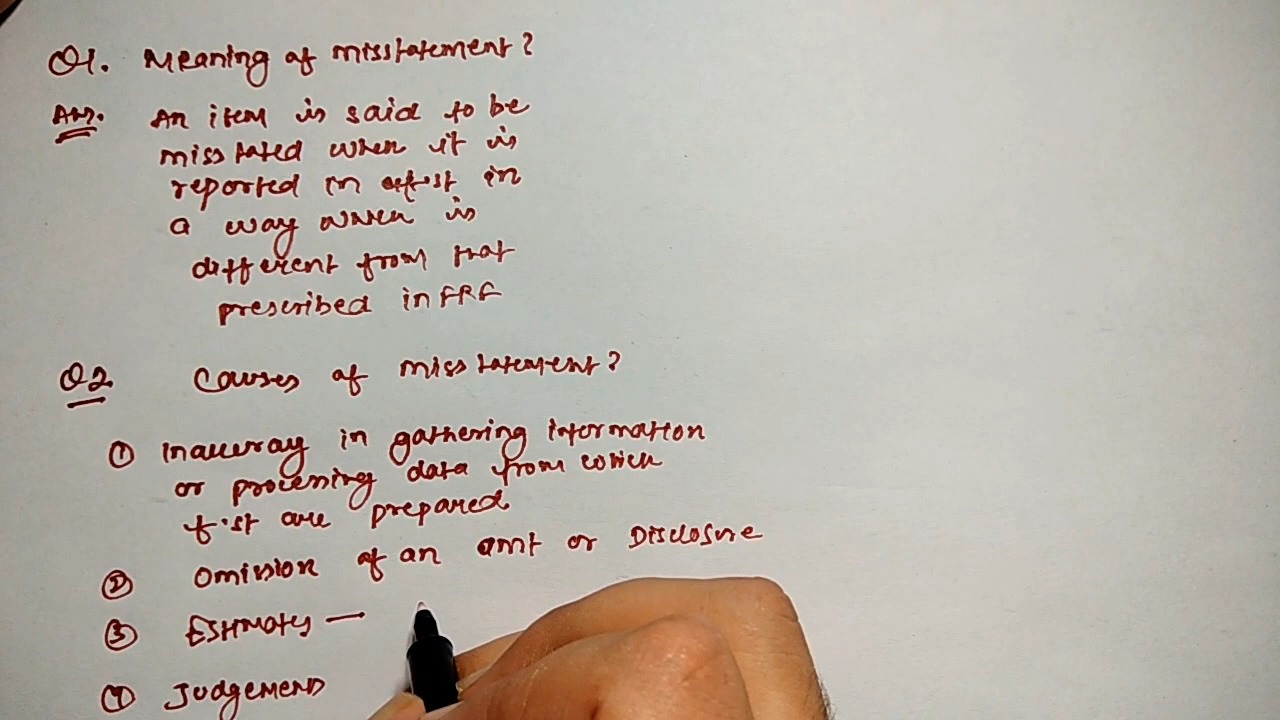 Q1. Meaning of misstatement?
Ans. An item is said to be
misstated when it is
reported in f.st in
a way which is
different from that
prescribed in FRF
Q2. Causes of misstatement?
① Inaccuracy in gathering information
or processing data from which
f.st are prepared
② Omission of an amt or Disclosure
③ Estimates —
④ Judgements